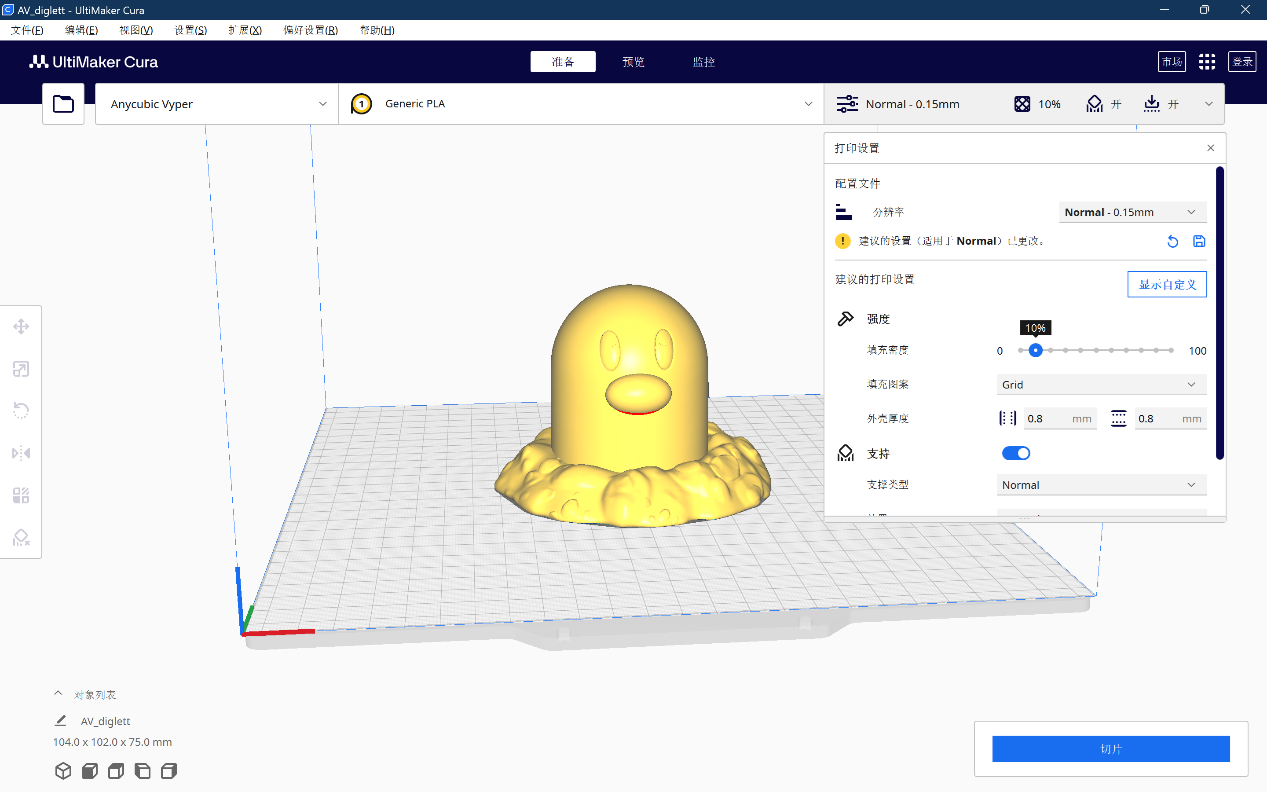 AV_diglett - UltiMaker Cura
文件(F) 编辑(E) 视图(V) 设置(S) 扩展(X) 偏好设置(R) 帮助(H)
UltiMaker Cura 准备 预览 监控 市场 登录
Anycubic Vyper 1 Generic PLA Normal - 0.15mm 10% 开 开
打印设置
配置文件
分辨率 Normal - 0.15mm
建议的设置（适用于 Normal）已更改。
建议的打印设置 显示自定义
强度
10%
填充密度 0 100
填充图案 Grid
外壳厚度 0.8 mm 0.8 mm
支持
支撑类型 Normal
对象列表
AV_diglett
104.0 x 102.0 x 75.0 mm
切片